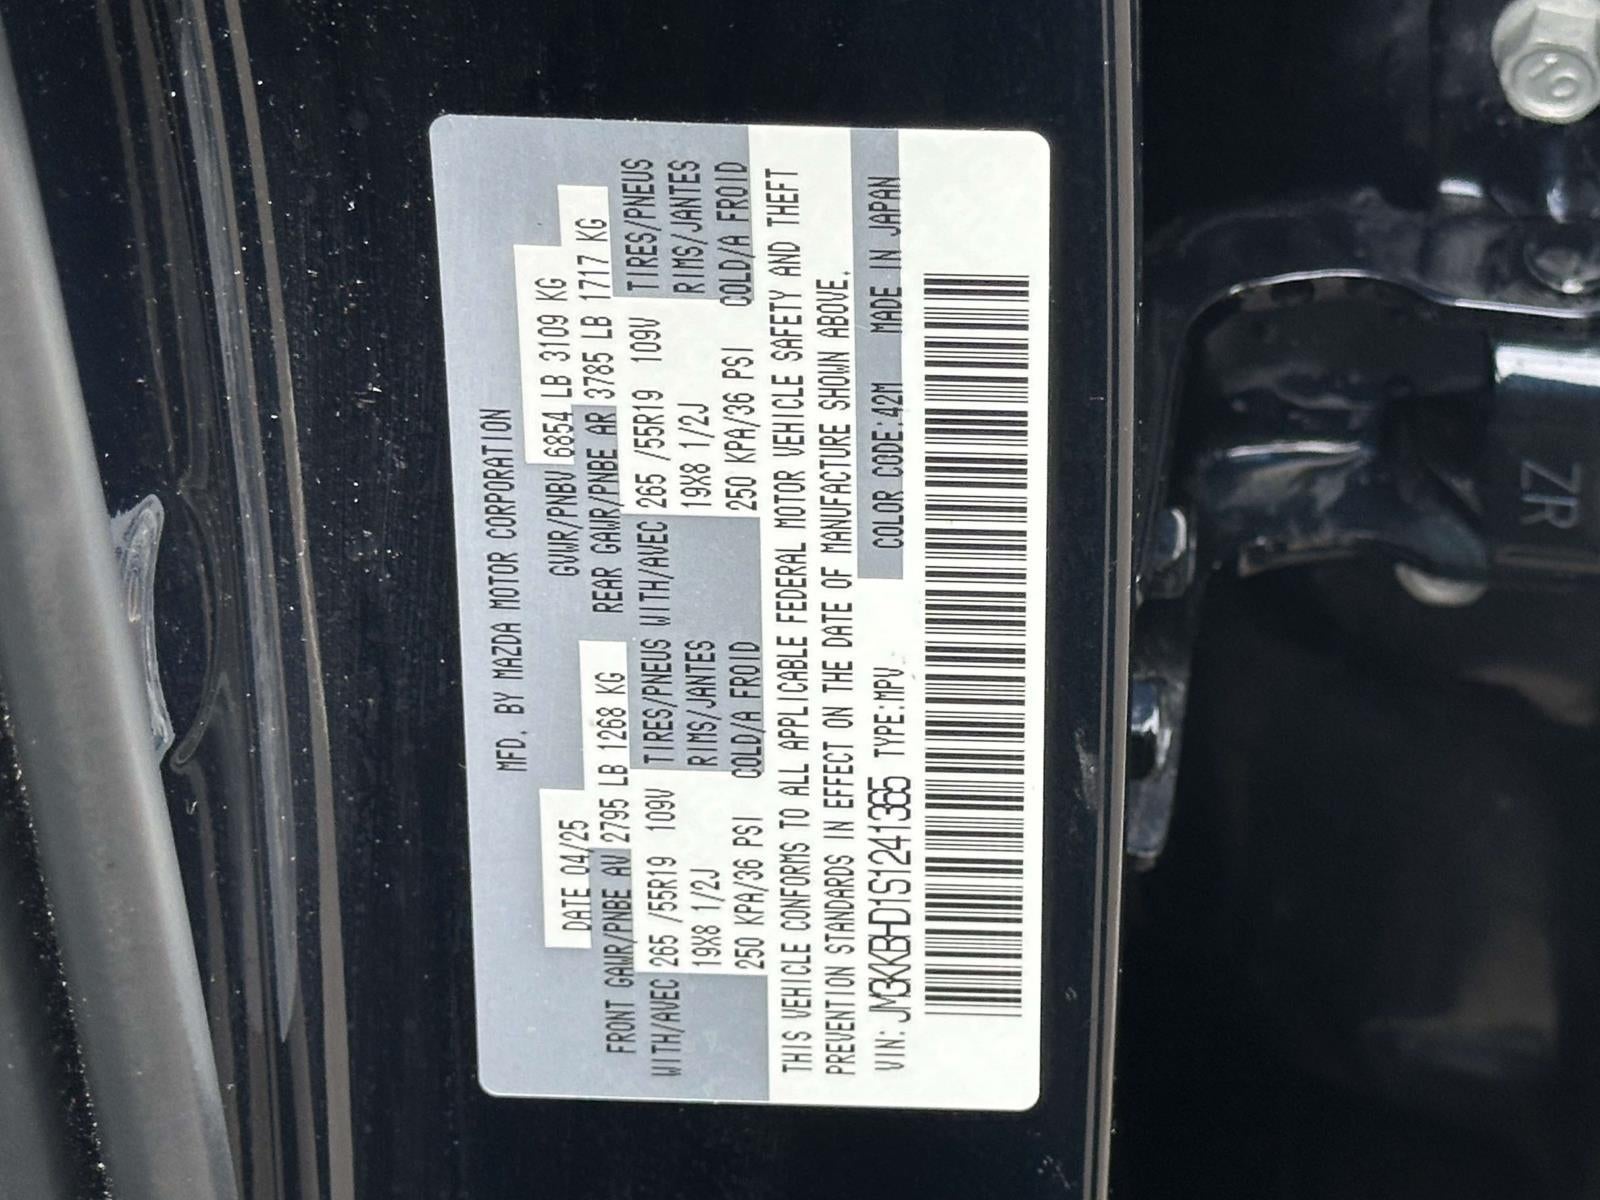 MFD. BY MAZDA MOTOR CORPORATION
DATE 04/25 GVWR/PNBV 6854 LB 3109 KG
FRONT GAWR/PNBE AV 2795 LB 1268 KG REAR GAWR/PNBE AR 3785 LB 1717 KG
WITH/AVEC 265 /55R19 109V TIRES/PNEUS WITH/AVEC 265 /55R19 109V TIRES/PNEUS
19X8 1/2J RIMS/JANTES 19X8 1/2J RIMS/JANTES
250 KPA/36 PSI COLD/A FROID 250 KPA/36 PSI COLD/A FROID
THIS VEHICLE CONFORMS TO ALL APPLICABLE FEDERAL MOTOR VEHICLE SAFETY AND THEFT
PREVENTION STANDARDS IN EFFECT ON THE DATE OF MANUFACTURE SHOWN ABOVE.
VIN: JM3KKBHD1S1241365 TYPE:MPV COLOR CODE:42M MADE IN JAPAN
ZR
10